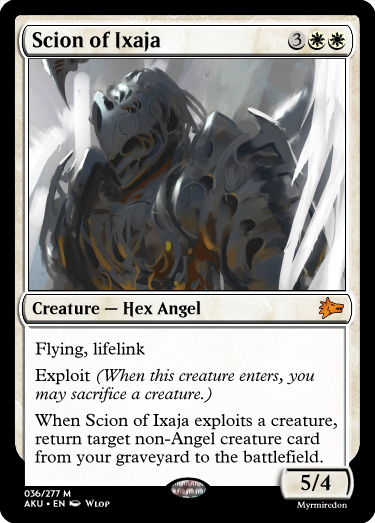 Scion of Ixaja 3
Creature — Hex Angel
Flying, lifelink
Exploit (When this creature enters, you
may sacrifice a creature.)
When Scion of Ixaja exploits a creature,
return target non-Angel creature card
from your graveyard to the battlefield.
5/4
036/277 M
AKU • EN WLOP
Myrmiredon